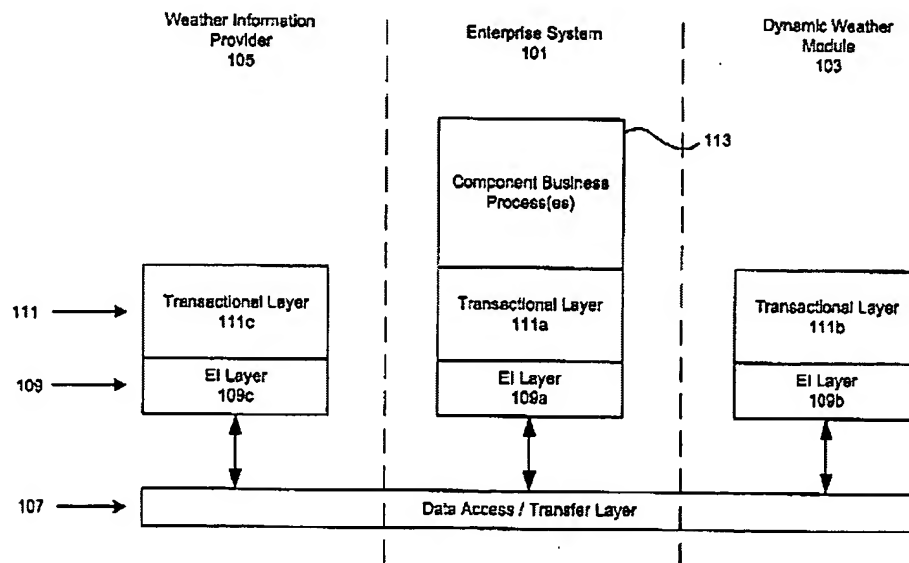 Weather Information
Provider
105
Enterprise System
101
Dynamic Weather
Module
103
113
Component Business
Process(es)
111
Transactional Layer
111c
Transactional Layer
111a
Transactional Layer
111b
109
EI Layer
109c
EI Layer
109a
EI Layer
109b
107
Data Access / Transfer Layer